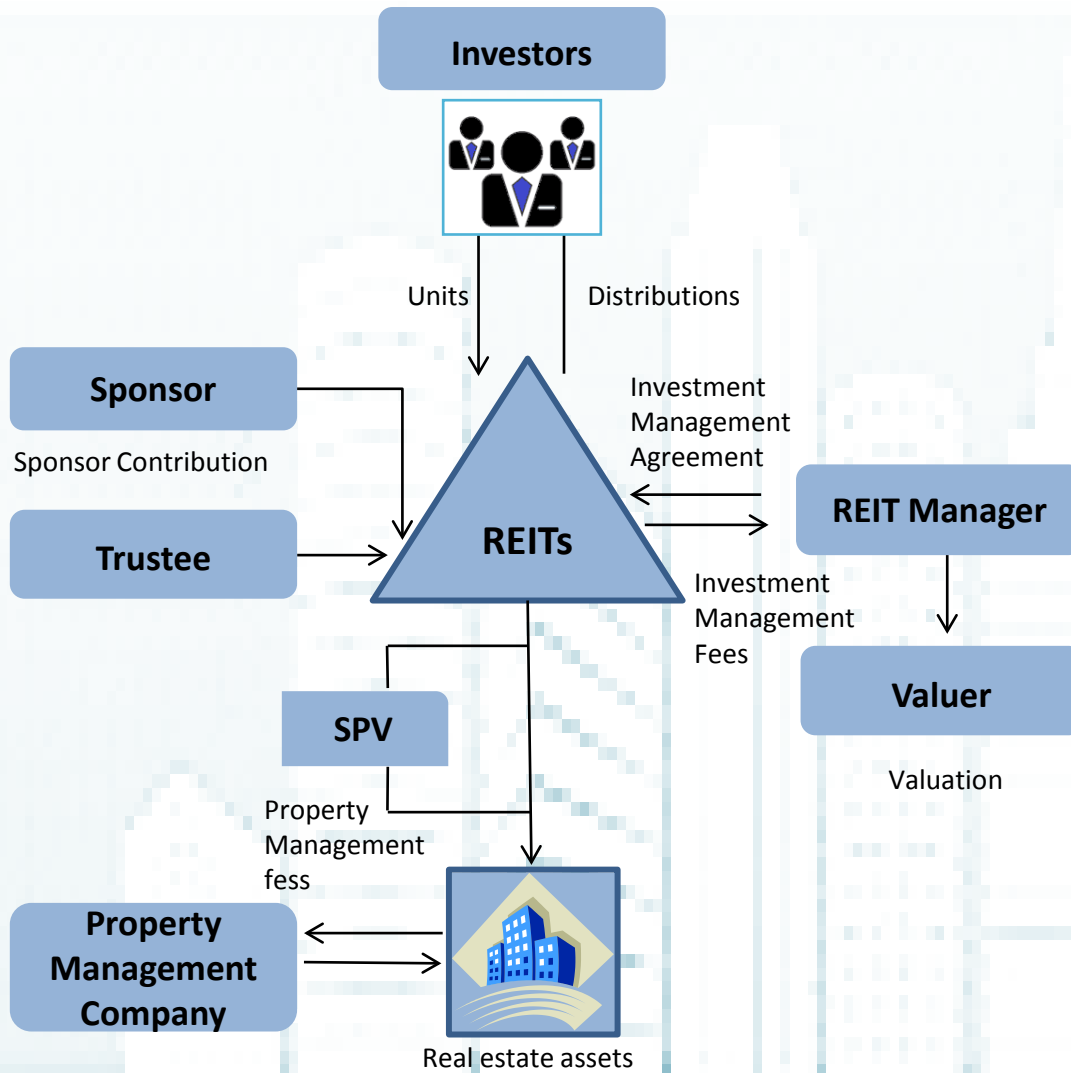 Investors
Units
Distributions
Sponsor
Sponsor Contribution
Trustee
REITs
Investment
Management
Agreement
REIT Manager
Investment
Management
Fees
Valuer
Valuation
SPV
Property
Management
fess
Property
Management
Company
Real estate assets